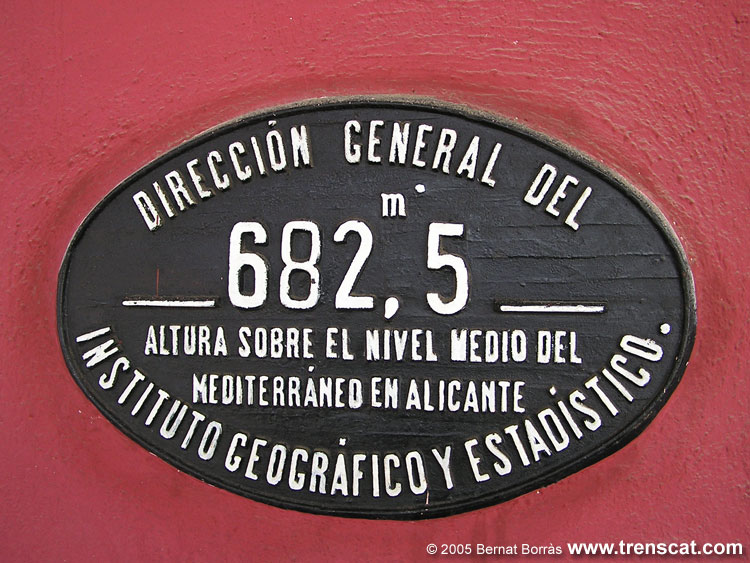 DIRECCIÓN GENERAL DEL
m
682,5
ALTURA SOBRE EL NIVEL MEDIO DEL
MEDITERRÁNEO EN ALICANTE
INSTITUTO GEOGRÁFICO Y ESTADÍSTICO.
© 2005 Bernat Borràs www.trenscat.com